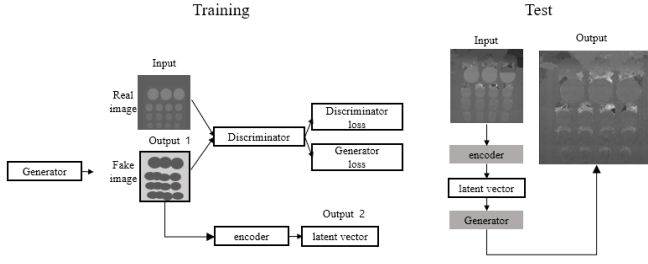 Training
Input
Real
image
Output 1
Generator
Fake
image
Discriminator
Discriminator
loss
Generator
loss
Output 2
encoder
latent vector
Test
Input
Output
encoder
latent vector
Generator